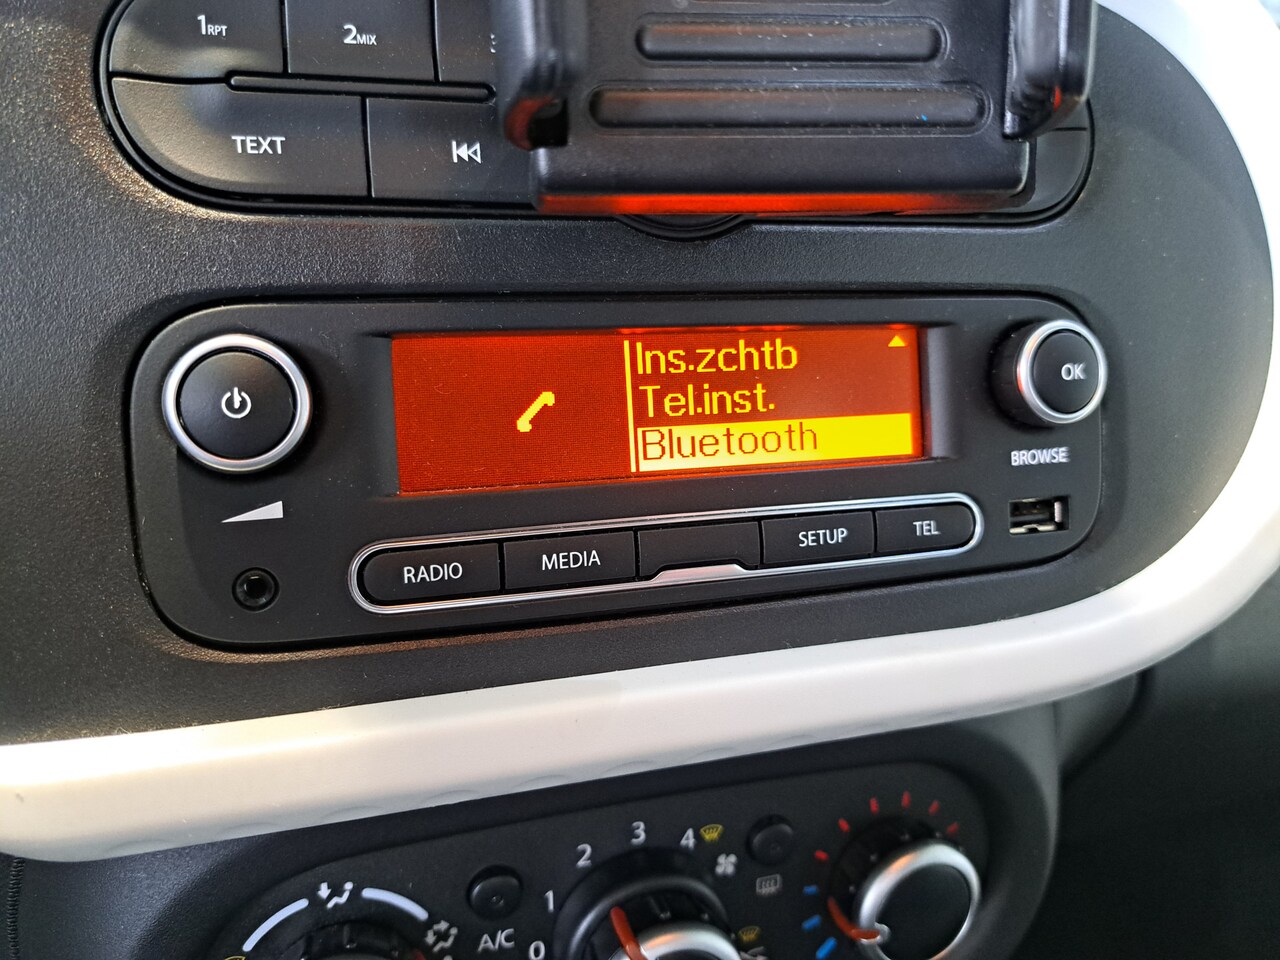 1RPT
2MIX
TEXT
Ins.zchtb
Tel.inst.
Bluetooth
OK
BROWSE
RADIO
MEDIA
SETUP
TEL
0
1
2
3
4
A/C